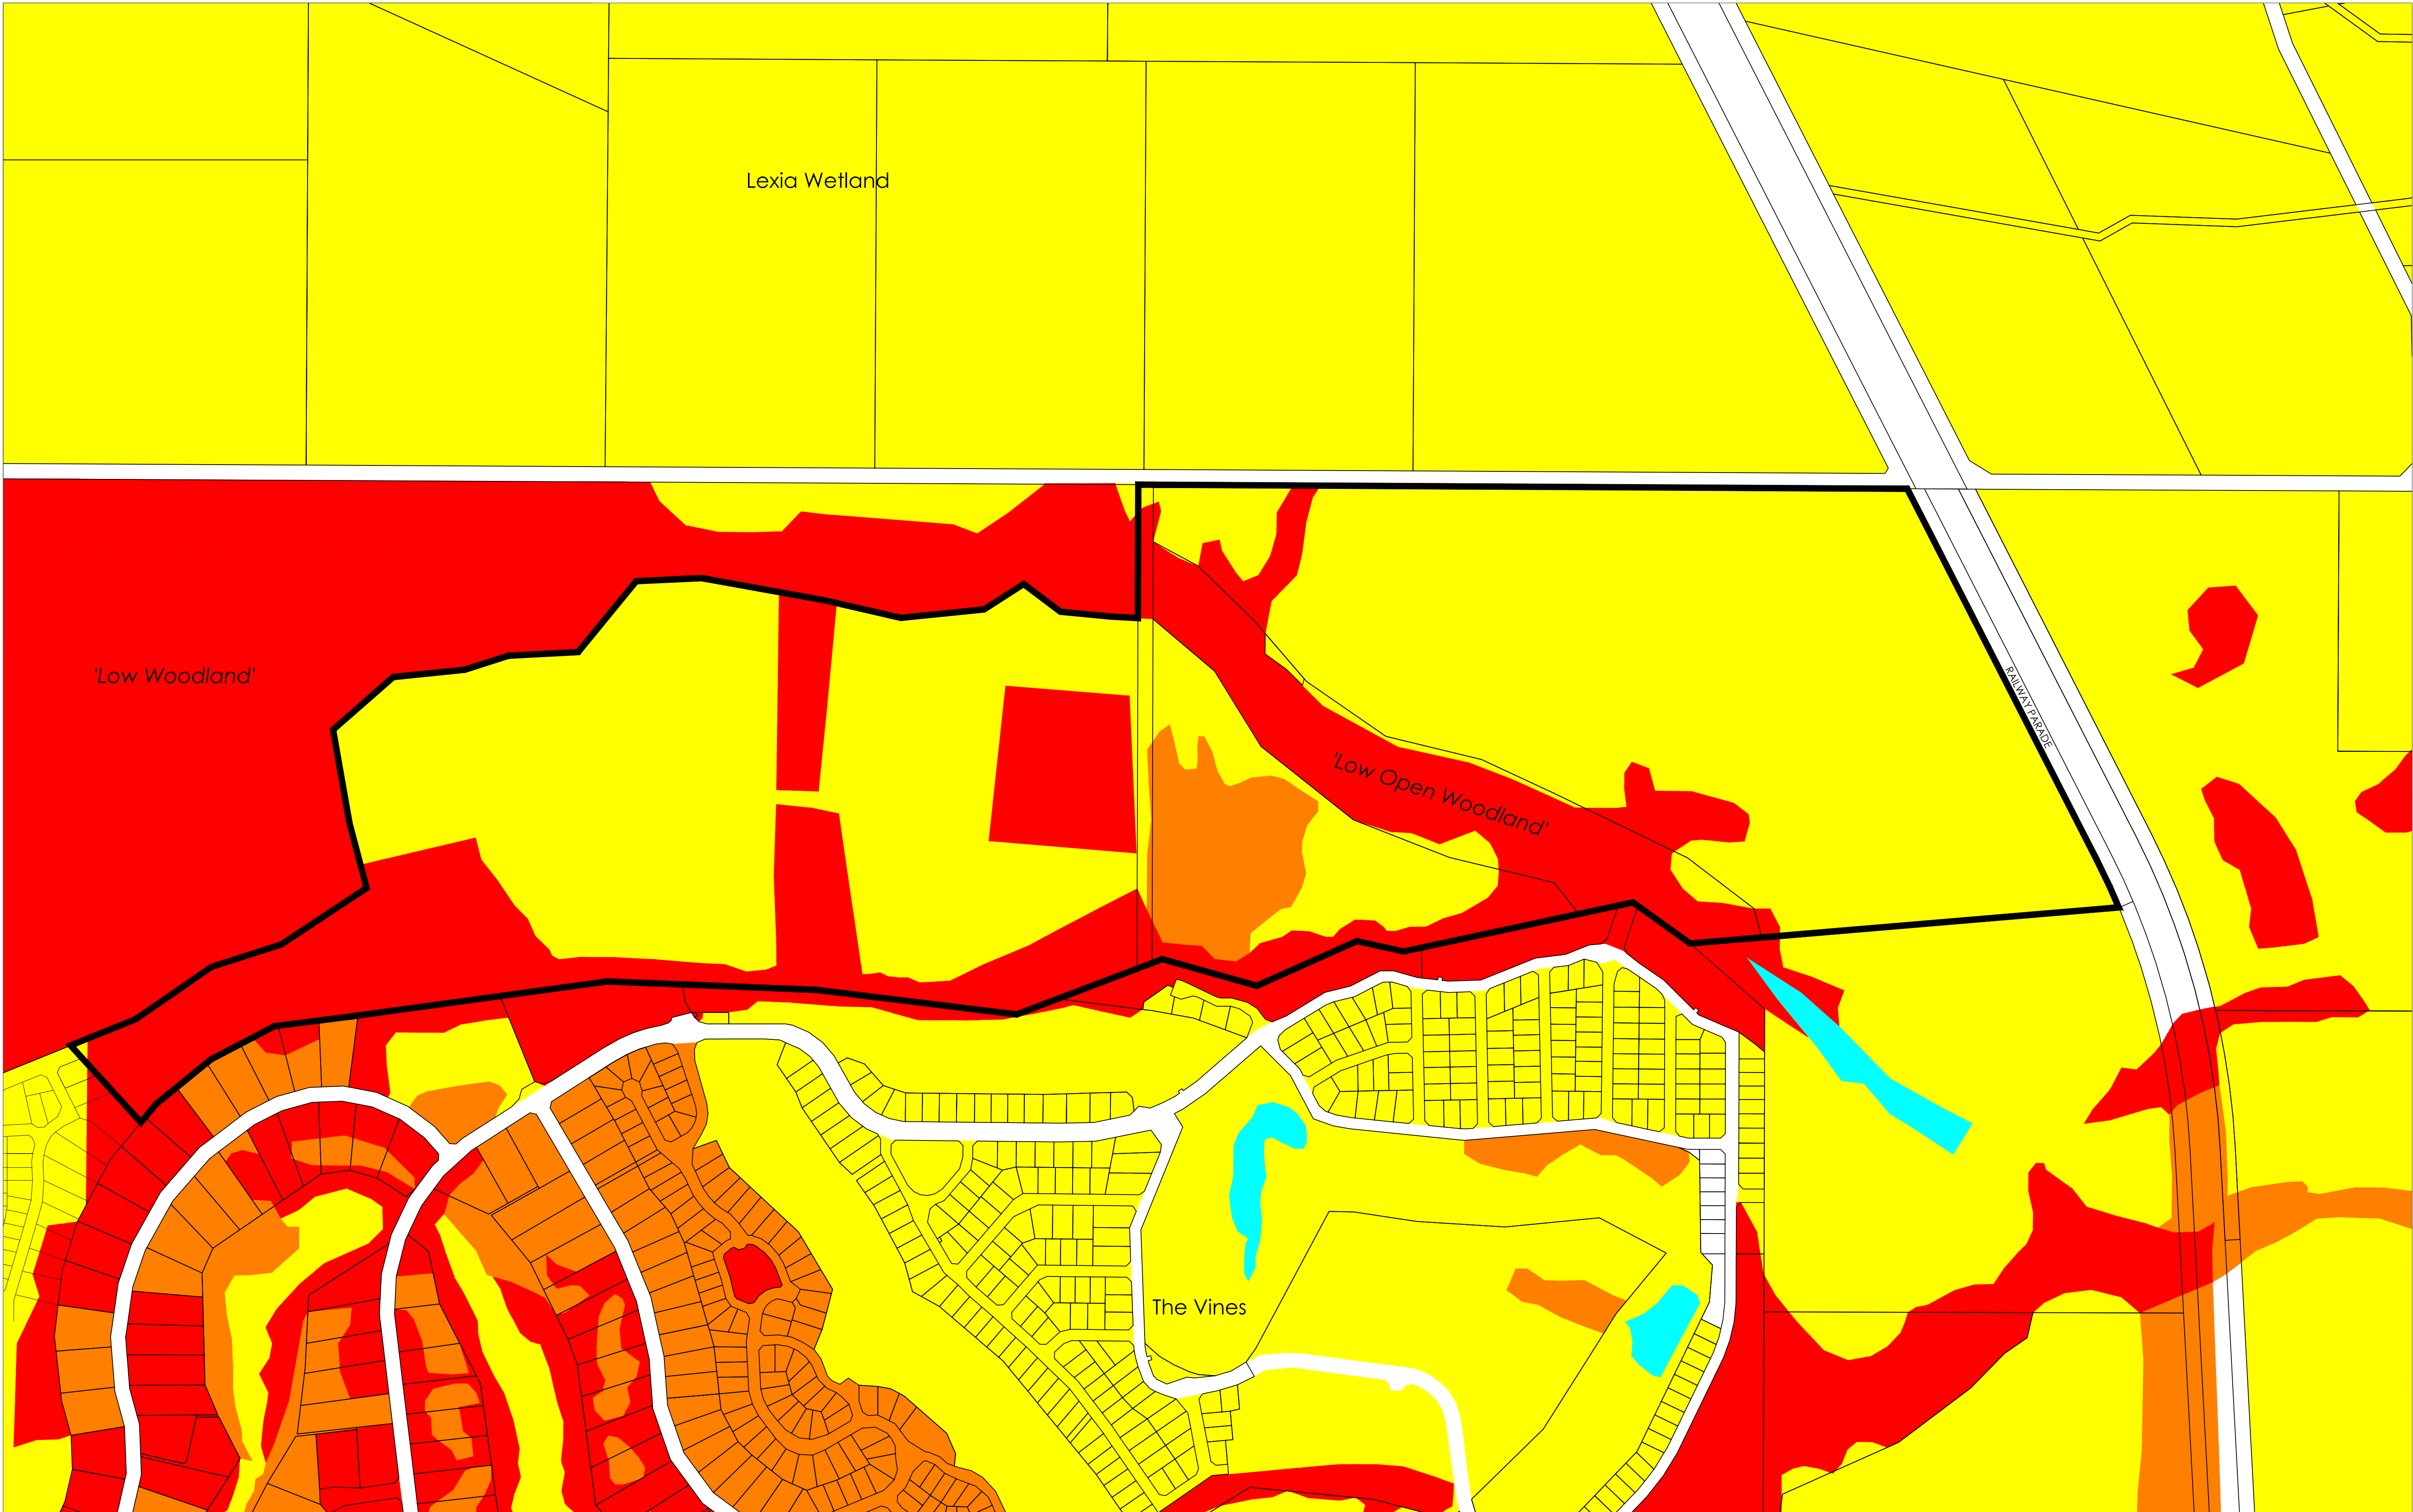 Lexia Wetland
'Low Woodland'
RAILWAY PARADE
'Low Open Woodland"
The Vines